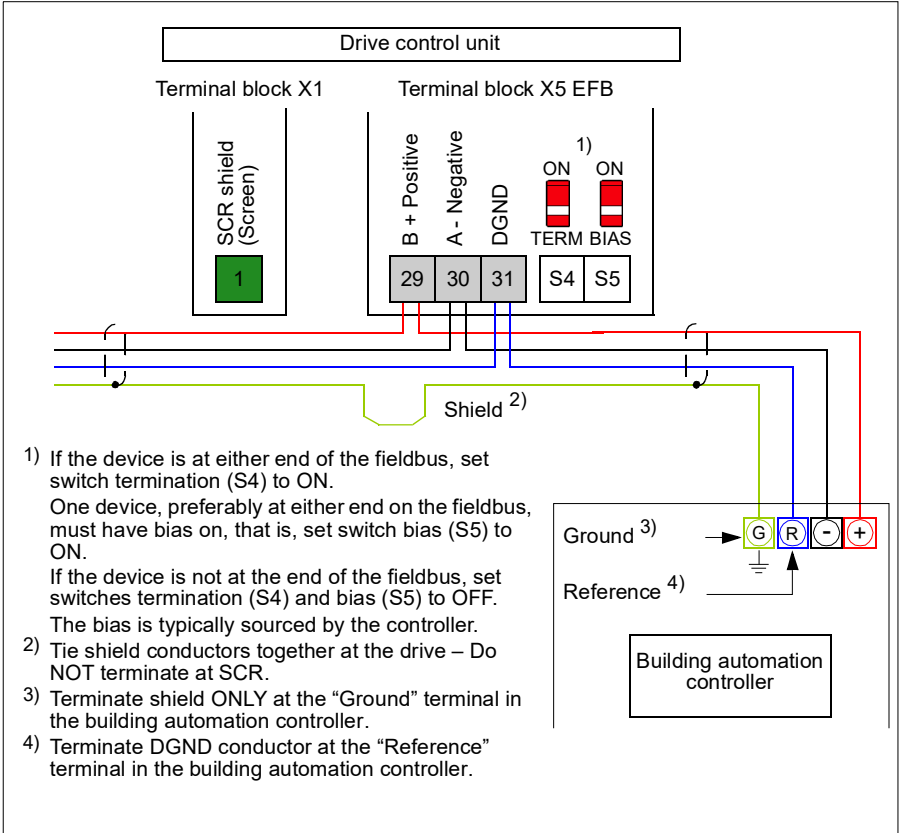 Drive control unit
Terminal block X1
Terminal block X5 EFB
SCR shield
(Screen)
1
B + Positive
A - Negative
DGND
1)
ON
ON
TERM
BIAS
29
30
31
S4
S5
Shield 2)
1) If the device is at either end of the fieldbus, set
switch termination (S4) to ON.
One device, preferably at either end on the fieldbus,
must have bias on, that is, set switch bias (S5) to
ON.
If the device is not at the end of the fieldbus, set
switches termination (S4) and bias (S5) to OFF.
The bias is typically sourced by the controller.
2) Tie shield conductors together at the drive – Do
NOT terminate at SCR.
3) Terminate shield ONLY at the “Ground” terminal in
the building automation controller.
4) Terminate DGND conductor at the “Reference”
terminal in the building automation controller.
Ground 3)
G
R
-
+
Reference 4)
Building automation
controller